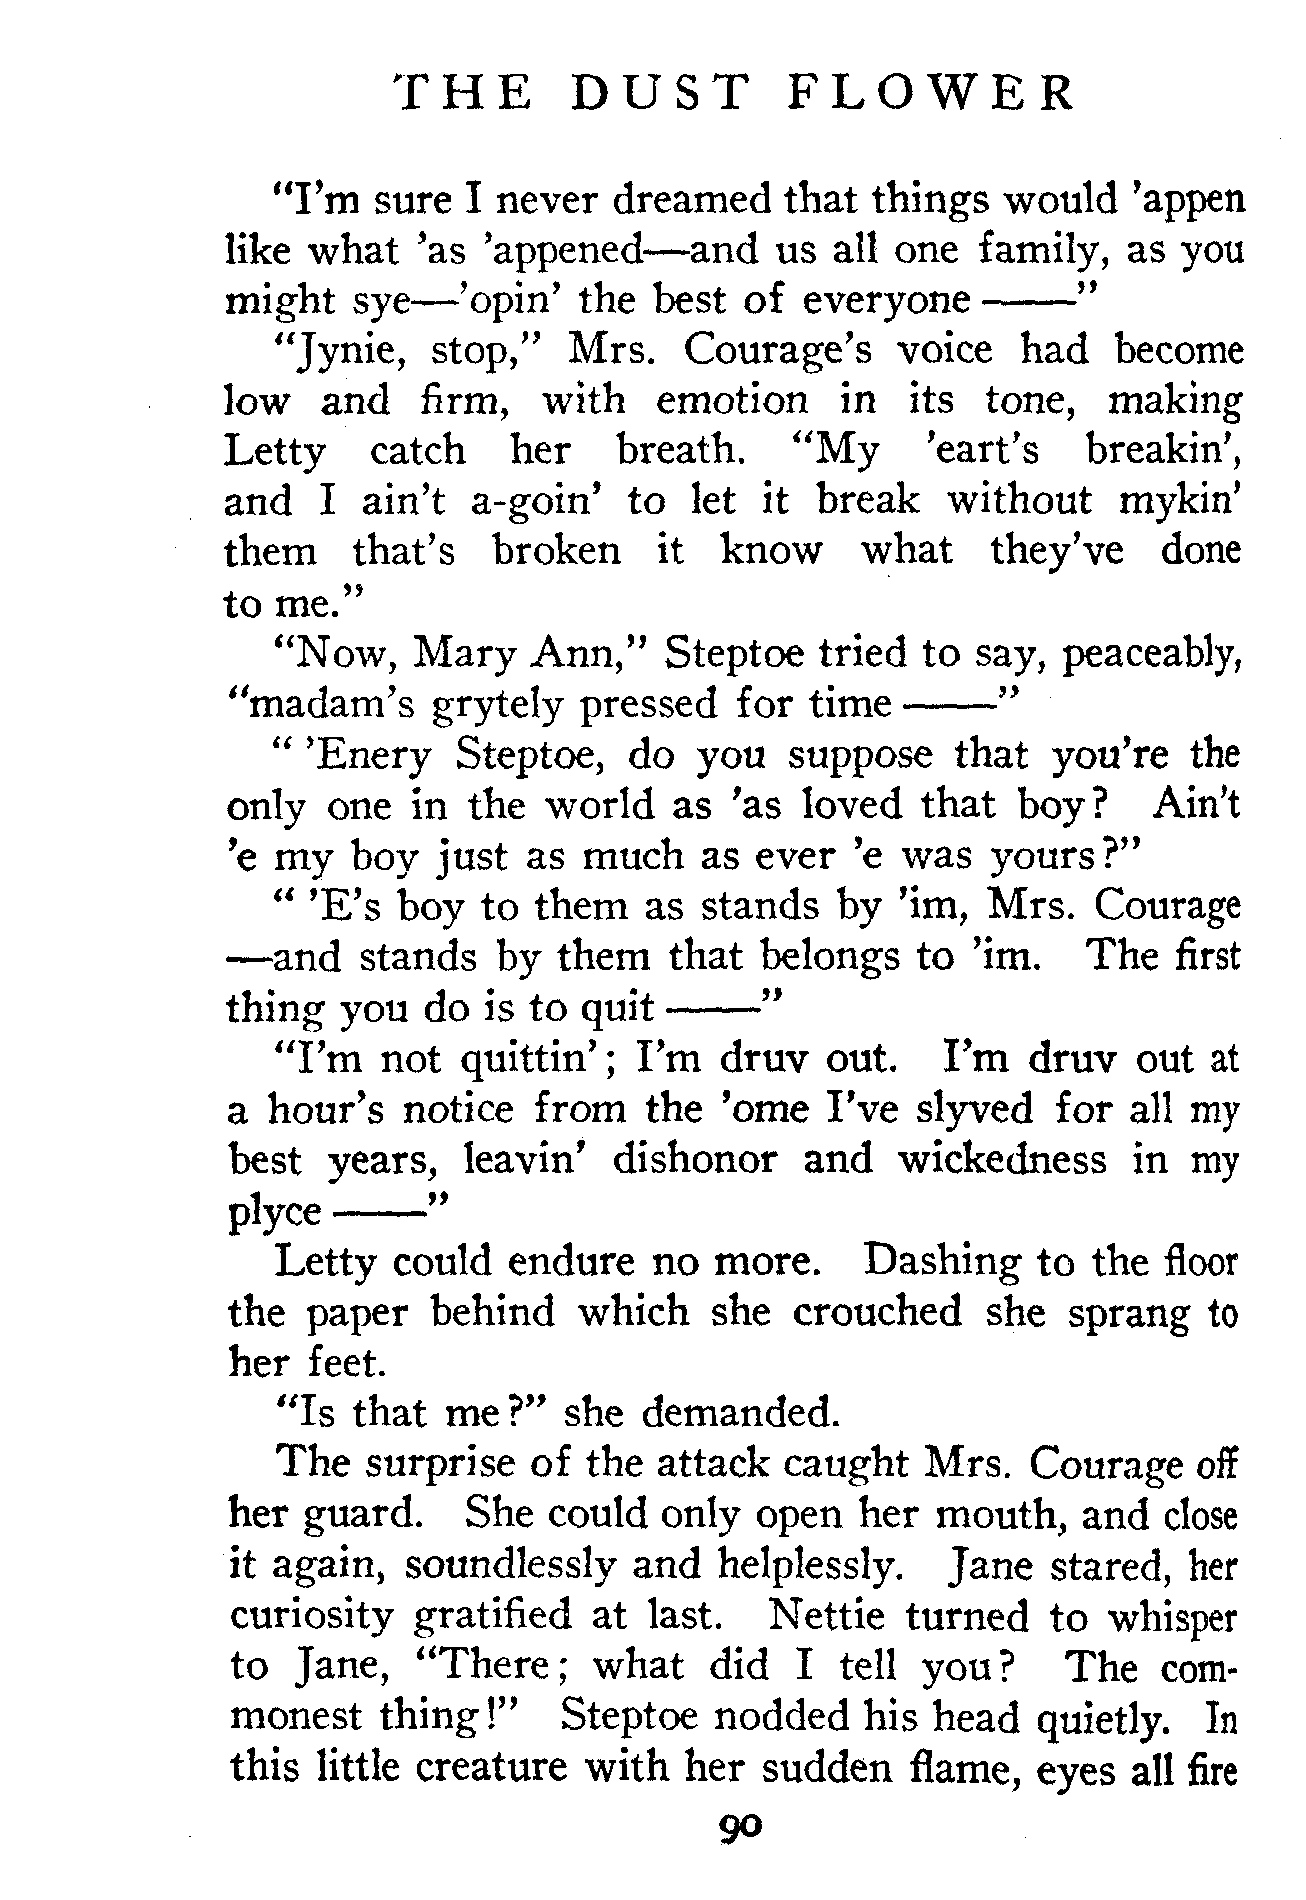 THE DUST FLOWER
"I'm sure I never dreamed that things would 'appen
like what 'as 'appened—and us all one family, as you
might sye—'opin' the best of everyone ——"
"Jynie, stop," Mrs. Courage's voice had become
low and firm, with emotion in its tone, making
Letty catch her breath. "My 'eart's breakin',
and I ain't a-goin' to let it break without mykin'
them that's broken it know what they've done
to me."
"Now, Mary Ann," Steptoe tried to say, peaceably,
"madam's grytely pressed for time ——"
" 'Enery Steptoe, do you suppose that you're the
only one in the world as 'as loved that boy? Ain't
'e my boy just as much as ever 'e was yours?"
" 'E's boy to them as stands by 'im, Mrs. Courage
—and stands by them that belongs to 'im. The first
thing you do is to quit ——"
"I'm not quittin'; I'm druv out. I'm druv out at
a hour's notice from the 'ome I've slyved for all my
best years, leavin' dishonor and wickedness in my
plyce ——"
Letty could endure no more. Dashing to the floor
the paper behind which she crouched she sprang to
her feet.
"Is that me?" she demanded.
The surprise of the attack caught Mrs. Courage off
her guard. She could only open her mouth, and close
it again, soundlessly and helplessly. Jane stared, her
curiosity gratified at last. Nettie turned to whisper
to Jane, "There; what did I tell you? The com-
monest thing!" Steptoe nodded his head quietly. In
this little creature with her sudden flame, eyes all fire
90